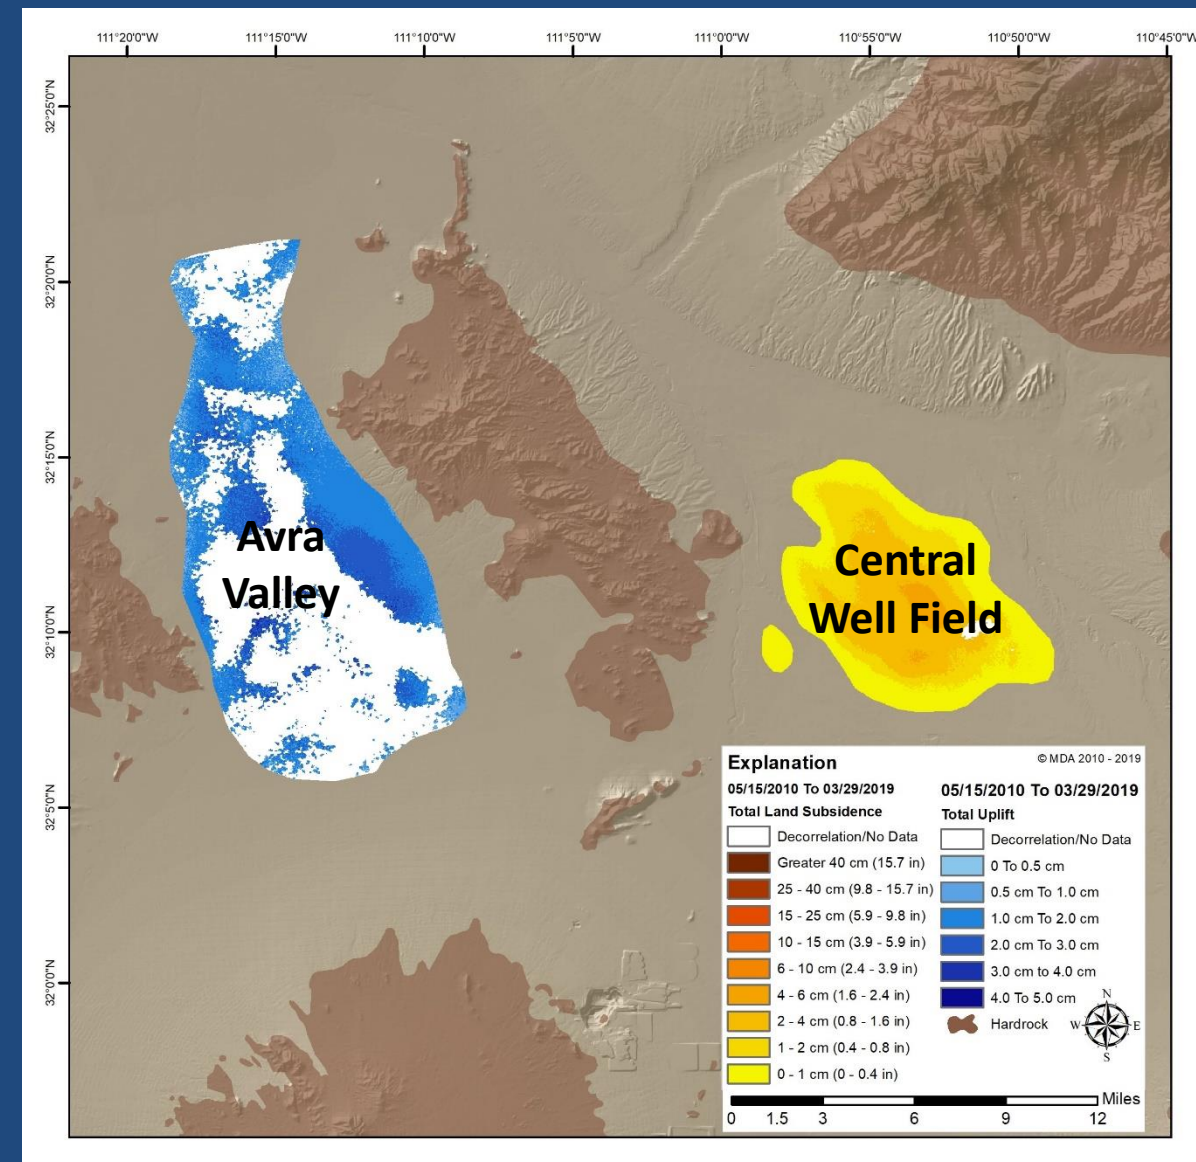 111°20'0"W 111°15'0"W 111°10'0"W 111°5'0"W 111°0'0"W 110°55'0"W 110°50'0"W 110°45'0"W
32°25'0"N
32°20'0"N
32°15'0"N
32°10'0"N
32°5'0"N
32°0'0"N
Avra
Valley
Central
Well Field
Explanation
© MDA 2010 - 2019
05/15/2010 To 03/29/2019
Total Land Subsidence
Decorrelation/No Data
Greater 40 cm (15.7 in)
25 - 40 cm (9.8 - 15.7 in)
15 - 25 cm (5.9 - 9.8 in)
10 - 15 cm (3.9 - 5.9 in)
6 - 10 cm (2.4 - 3.9 in)
4 - 6 cm (1.6 - 2.4 in)
2 - 4 cm (0.8 - 1.6 in)
1 - 2 cm (0.4 - 0.8 in)
0 - 1 cm (0 - 0.4 in)
05/15/2010 To 03/29/2019
Total Uplift
Decorrelation/No Data
0 To 0.5 cm
0.5 cm To 1.0 cm
1.0 cm To 2.0 cm
2.0 cm To 3.0 cm
3.0 cm to 4.0 cm
4.0 To 5.0 cm
Hardrock
N
W E
S
Miles
0 1.5 3 6 9 12